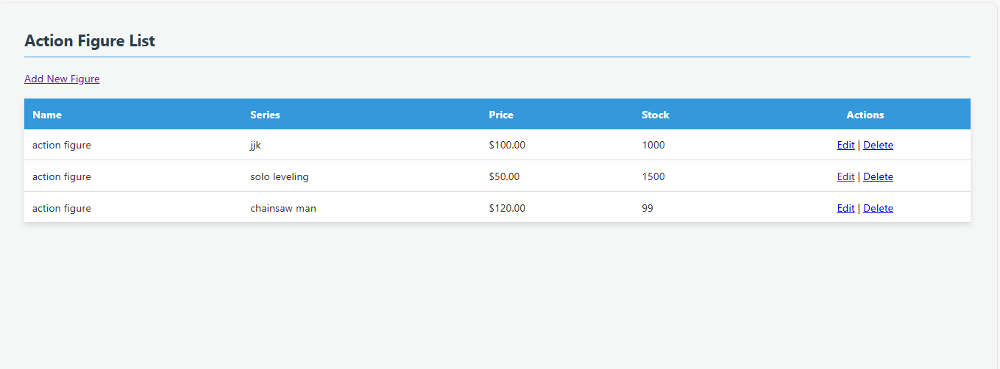 Action Figure List
Add New Figure
Name Series Price Stock Actions
action figure jjk $100.00 1000 Edit | Delete
action figure solo leveling $50.00 1500 Edit | Delete
action figure chainsaw man $120.00 99 Edit | Delete